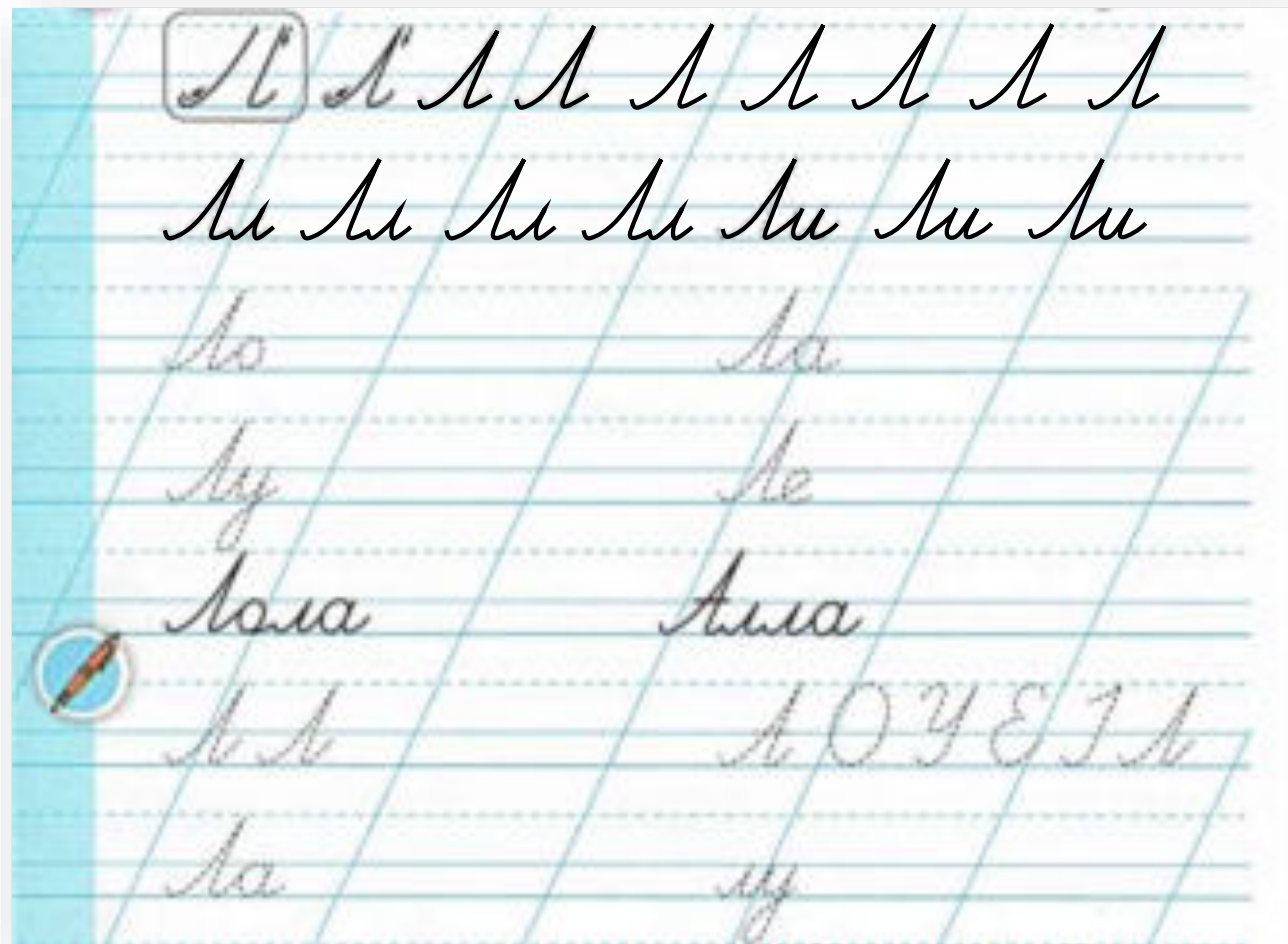 Л Л Л Л Л Л Л Л Л
Лл Лл Лл Лл Ли Ли Ли
Ло Ла
Лу Ле
Лола Алла
Л Л Л О У Е І Л
Ла лу